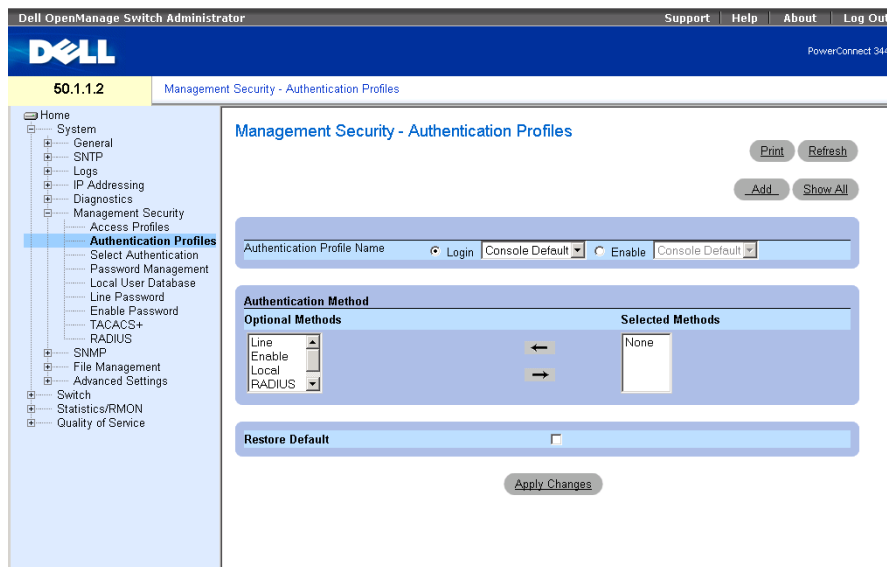 Dell OpenManage Switch Administrator
Support Help About Log Out
DELL
PowerConnect 344
50.1.1.2
Management Security - Authentication Profiles
Home
System
General
SNTP
Logs
IP Addressing
Diagnostics
Management Security
Access Profiles
Authentication Profiles
Select Authentication
Password Management
Local User Database
Line Password
Enable Password
TACACS+
RADIUS
SNMP
File Management
Advanced Settings
Switch
Statistics/RMON
Quality of Service
Management Security - Authentication Profiles
Print Refresh
Add Show All
Authentication Profile Name Login Console Default Enable Console Default
Authentication Method
Optional Methods Selected Methods
Line
Enable
Local
RADIUS
None
Restore Default
Apply Changes